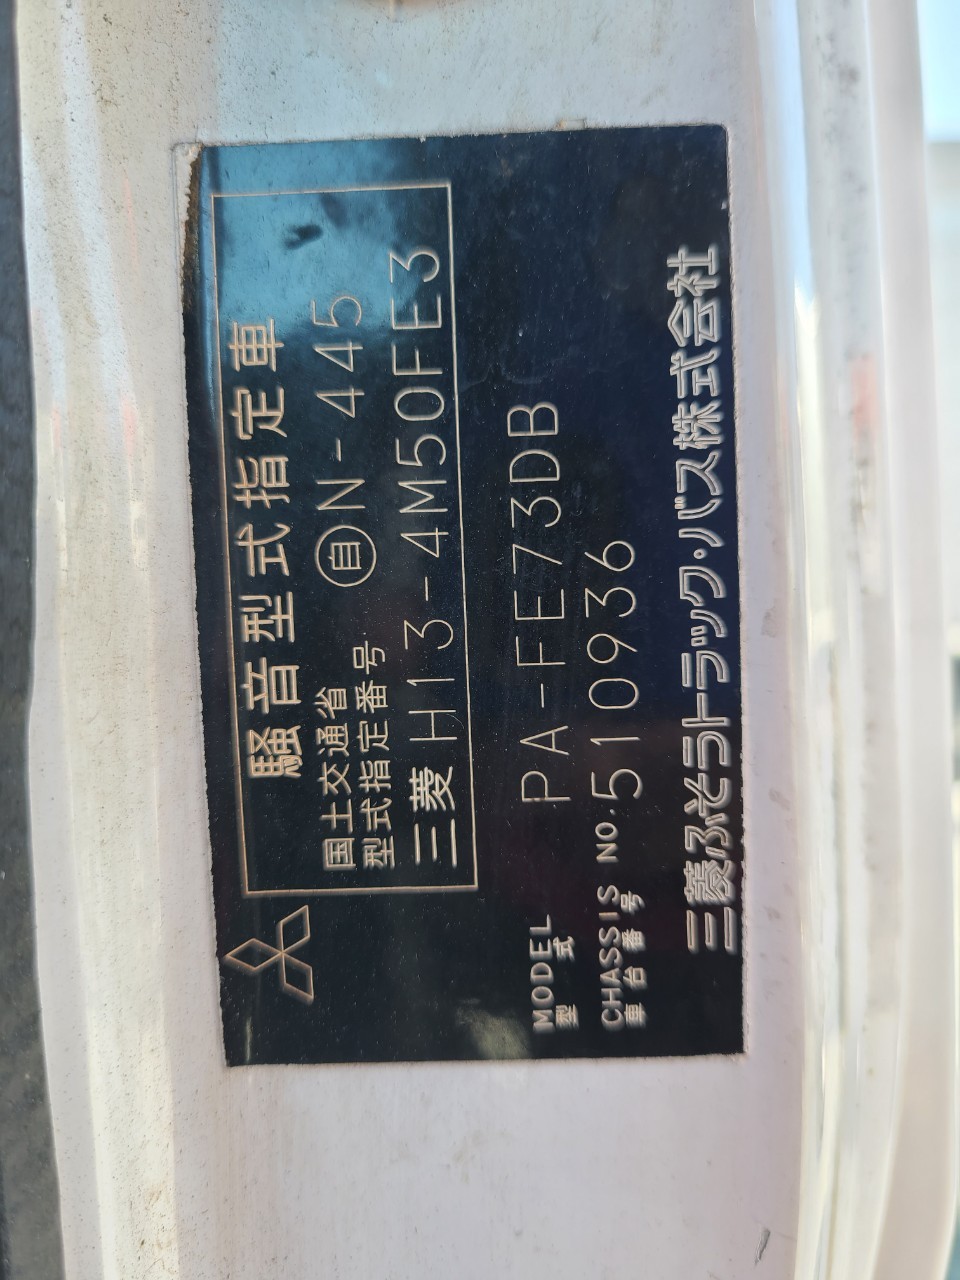 騒音型式指定車
国土交通省
型式指定番号 自N-445
三菱 H13-4M50FE3
MODEL
型式 PA-FE73DB
CHASSIS NO. 510936
車台番号
三菱ふそうトラック・バス株式会社